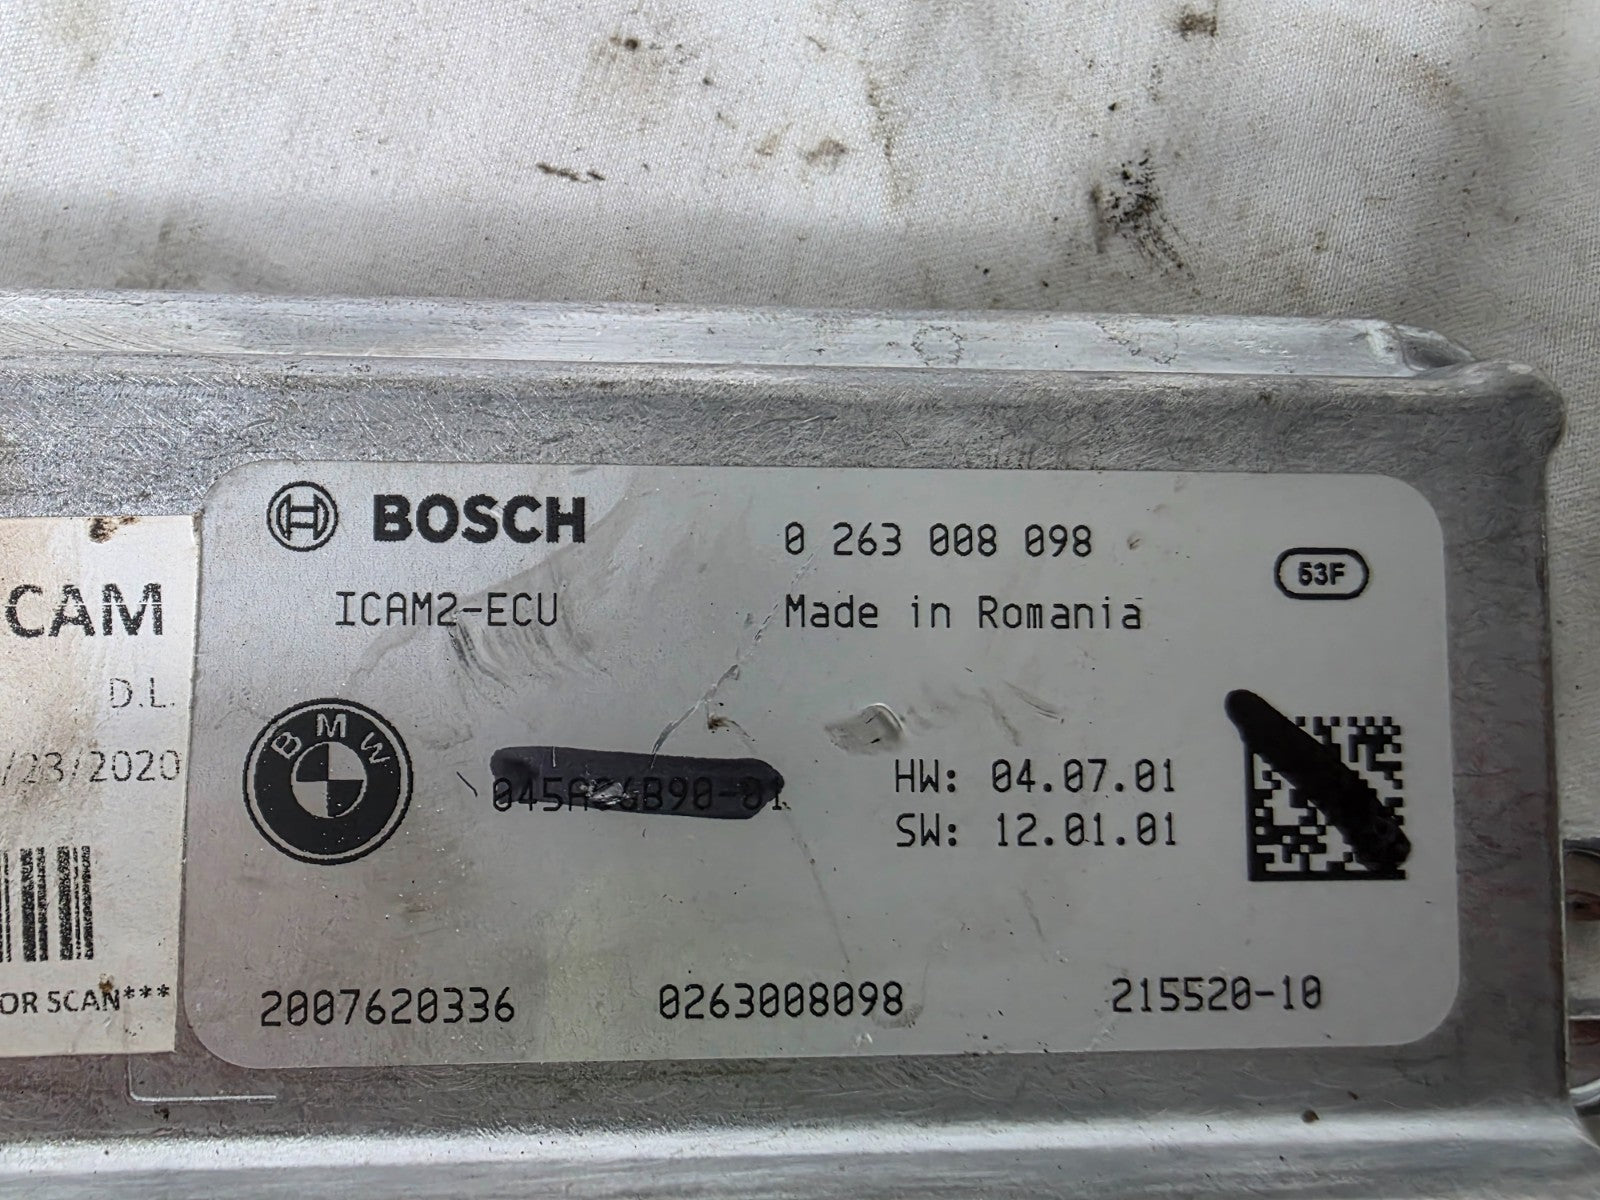 BOSCH
0 263 008 098
53F
ICAM2-ECU
Made in Romania
CAM
D.L.
/23/2020
OR SCAN***
BMW
HW: 04.07.01
SW: 12.01.01
2007620336
0263008098
215520-10